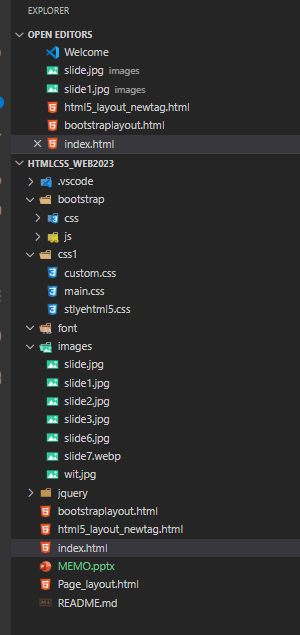 EXPLORER
OPEN EDITORS
Welcome
slide.jpg images
slide1.jpg images
html5_layout_newtag.html
bootstraplayout.html
index.html
HTMLCSS_WEB2023
.vscode
bootstrap
css
js
css1
custom.css
main.css
stlyehtml5.css
font
images
slide.jpg
slide1.jpg
slide2.jpg
slide3.jpg
slide6.jpg
slide7.webp
wit.jpg
jquery
bootstraplayout.html
html5_layout_newtag.html
index.html
MEMO.pptx
Page_layout.html
README.md